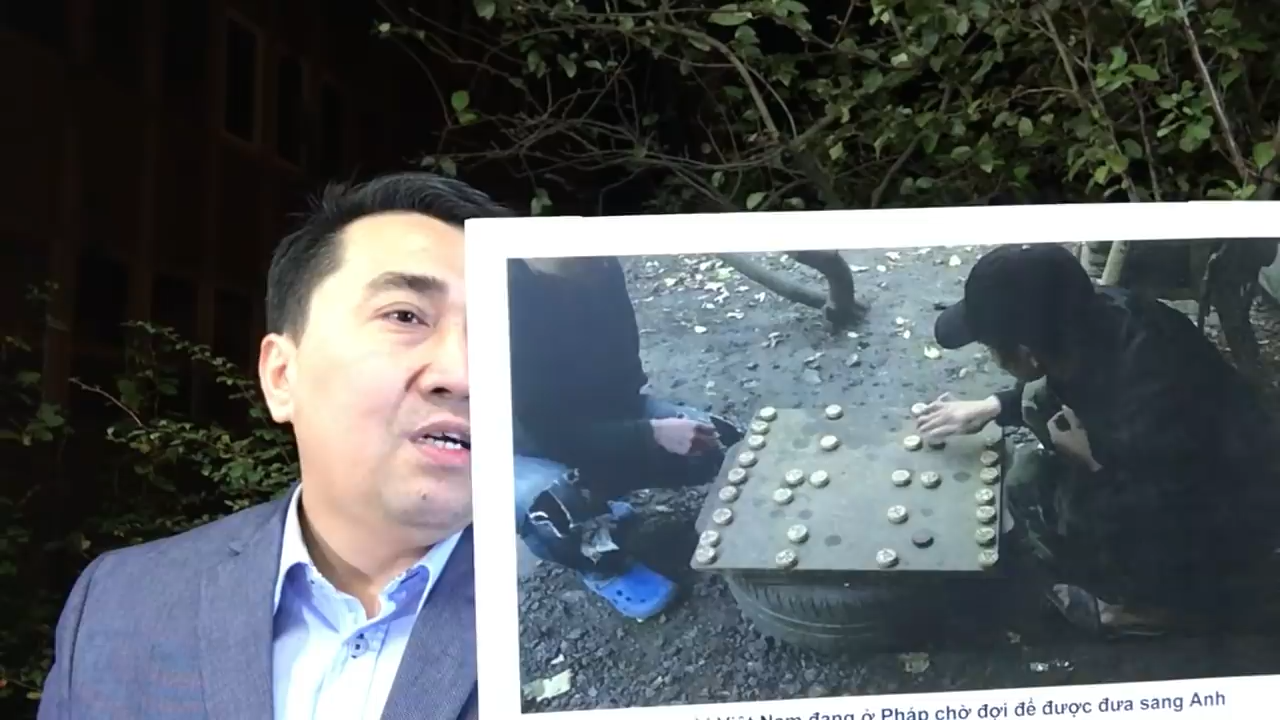 Việt Nam đang ở Pháp chờ đợi để được đưa sang Anh